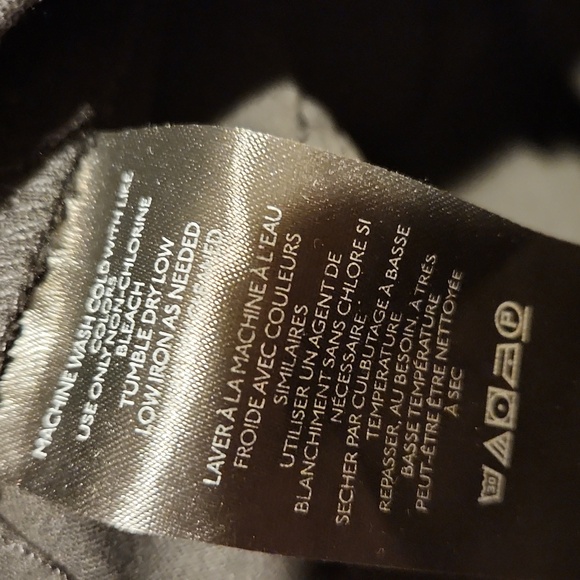 MACHINE WASH COLD WITH LIKE
COLORS
USE ONLY NON-CHLORINE
BLEACH
TUMBLE DRY LOW
LOW IRON AS NEEDED
LAVER À LA MACHINE À L'EAU
FROIDE AVEC COULEURS
SIMILAIRES
UTILISER UN AGENT DE
BLANCHIMENT SANS CHLORE SI
NÉCESSAIRE
SECHER PAR CULBUTAGE À BASSE
TEMPERATURE
REPASSER, AU BESOIN, À TRÈS
BASSE TEMPÉRATURE
PEUT-ÊTRE ÊTRE NETTOYÉE
À SEC
P